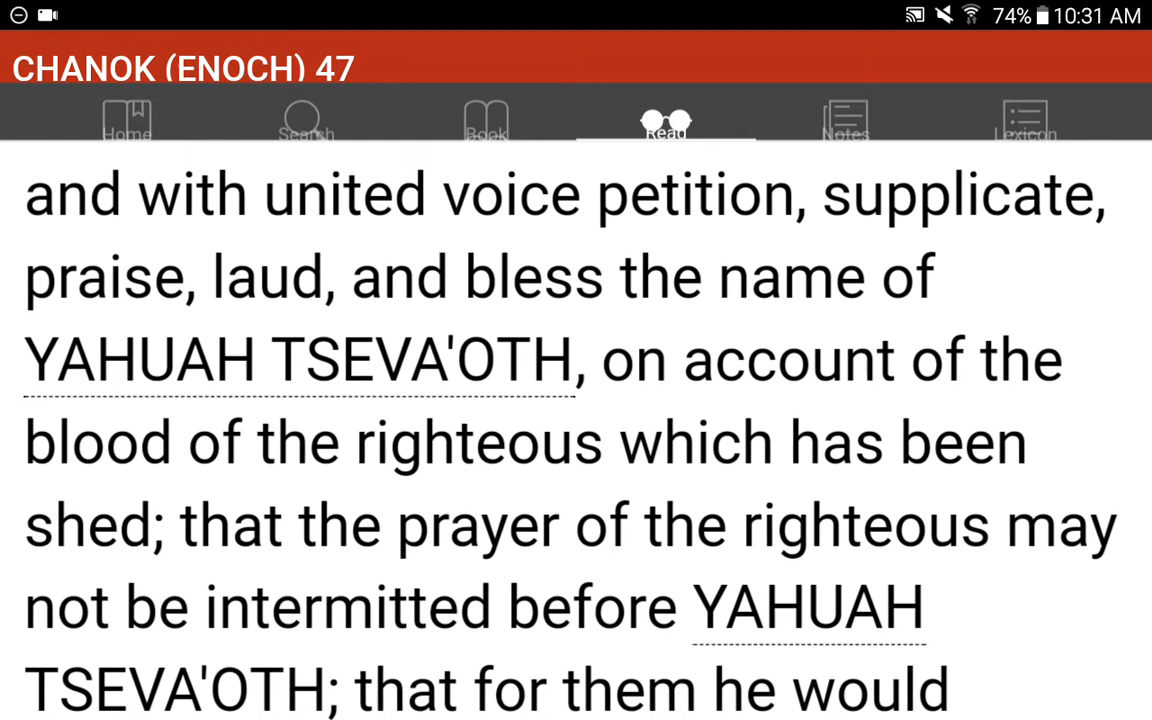 74% 10:31 AM
CHANOK (ENOCH) 47
Home Search Book Read Notes Lexicon
and with united voice petition, supplicate,
praise, laud, and bless the name of
YAHUAH TSEVA'OTH, on account of the
blood of the righteous which has been
shed; that the prayer of the righteous may
not be intermitted before YAHUAH
TSEVA'OTH; that for them he would